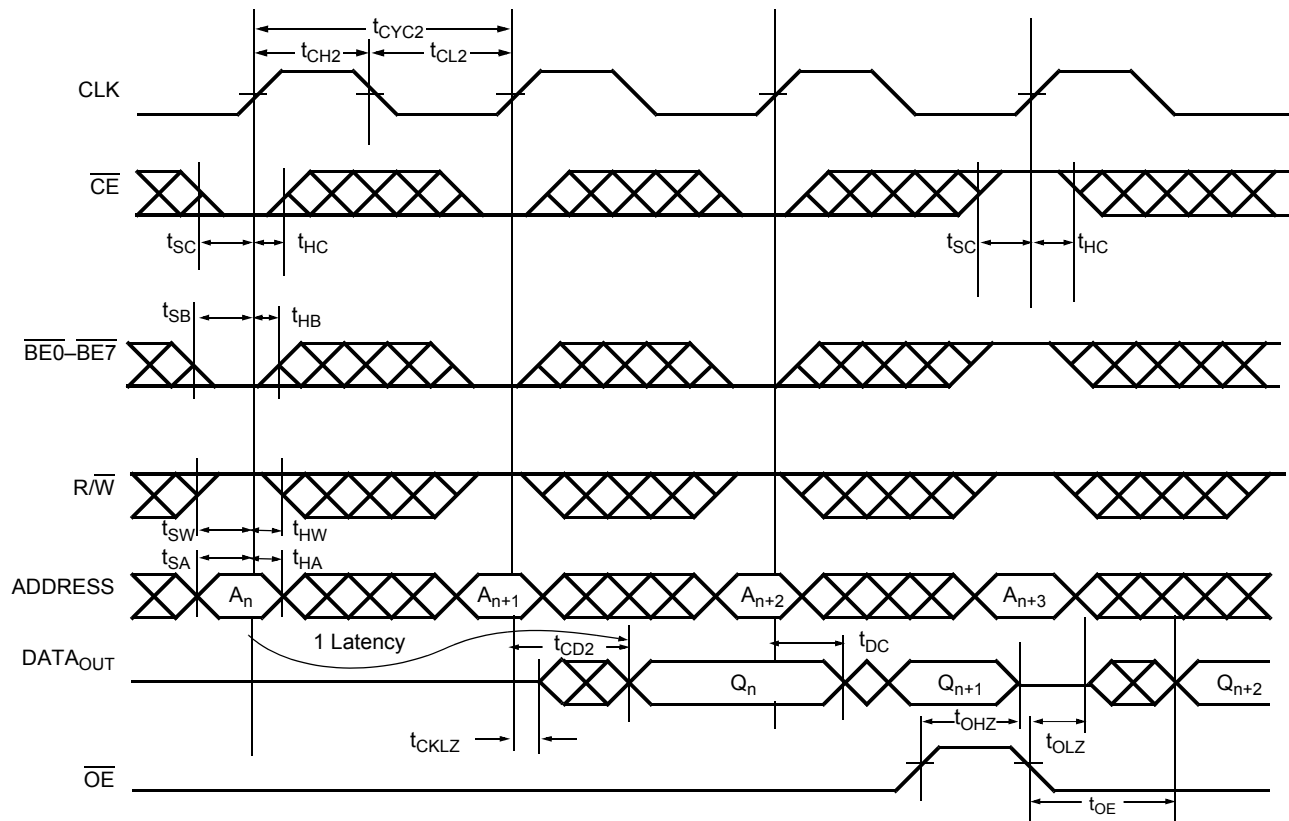 tCYC2
tCH2
tCL2
CLK
CE
tSC
tHC
tSC
tHC
tSB
tHB
BE0–BE7
R/W
tSW
tHW
tSA
tHA
ADDRESS
An
An+1
An+2
An+3
1 Latency
tCD2
tDC
DATAOUT
Qn
Qn+1
Qn+2
tOHZ
tCKLZ
tOLZ
OE
tOE